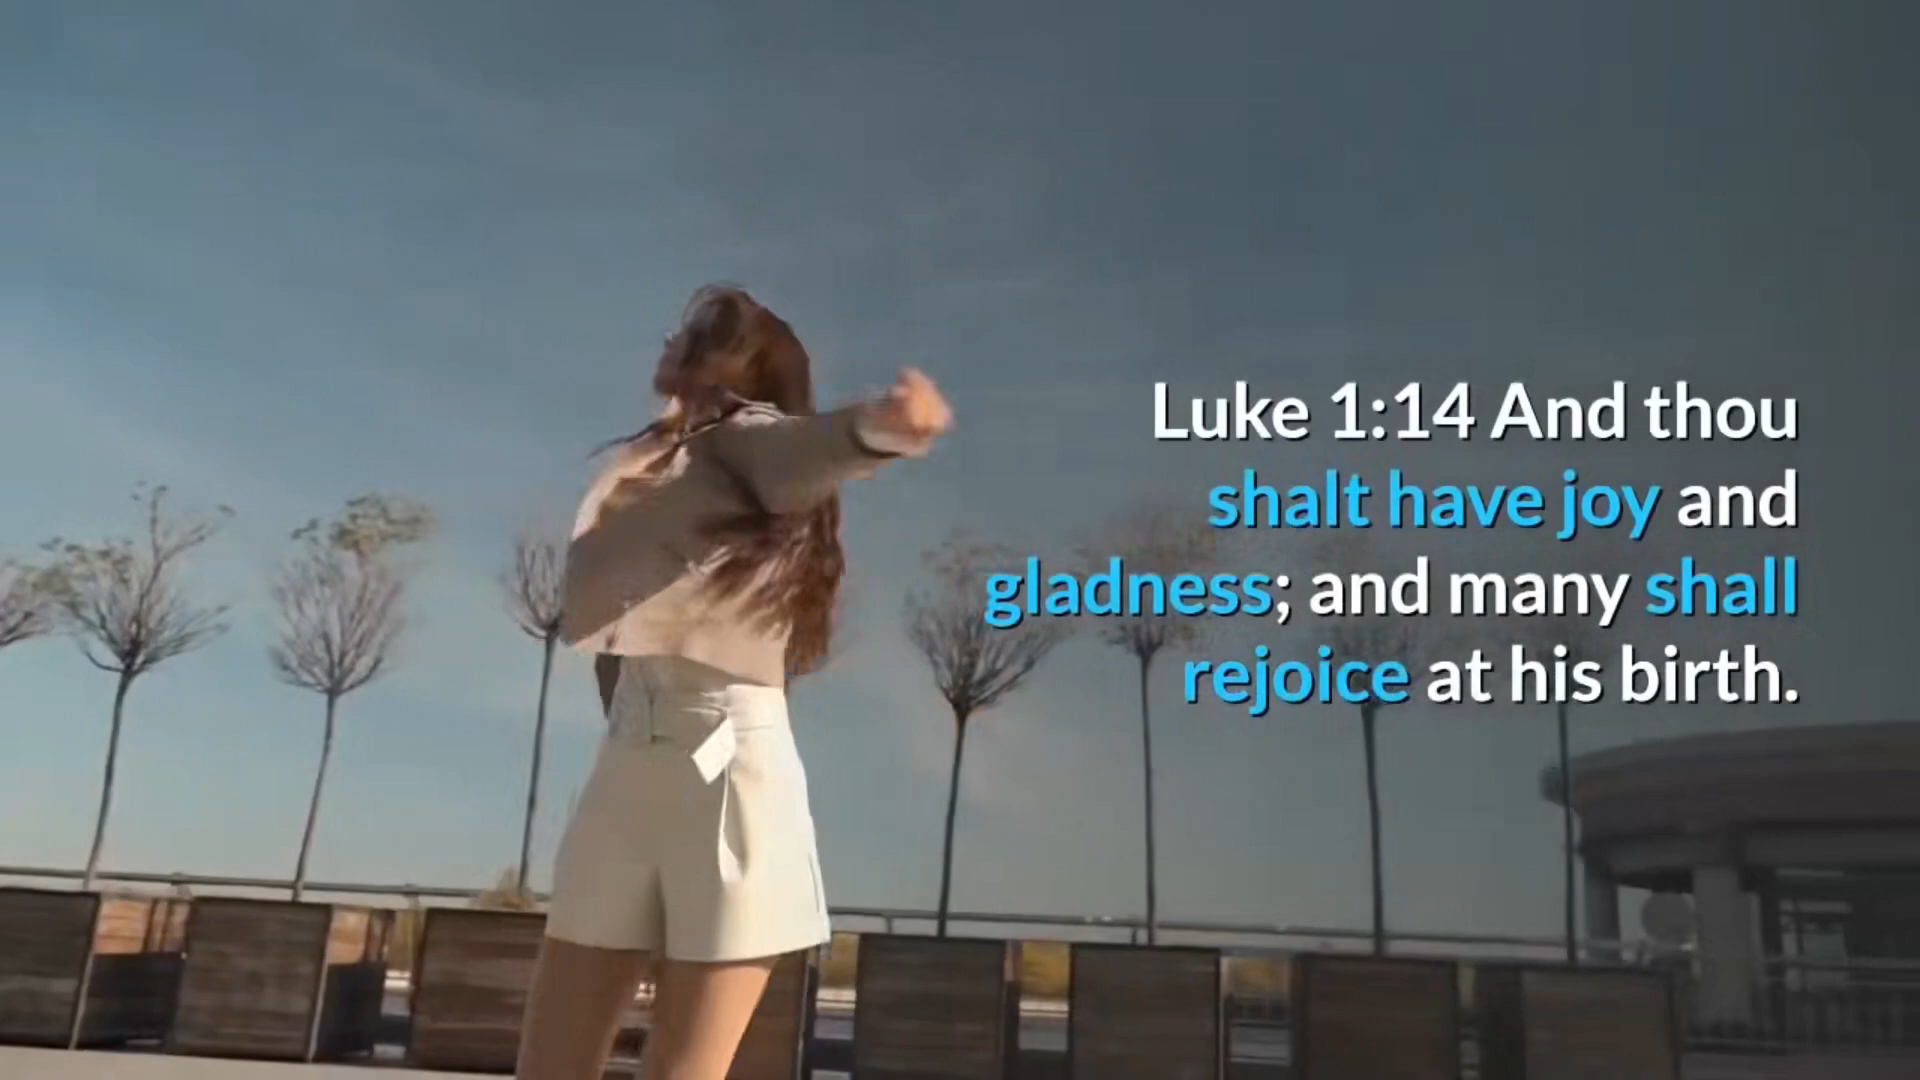 Luke 1:14 And thou
shalt have joy and
gladness; and many shall
rejoice at his birth.